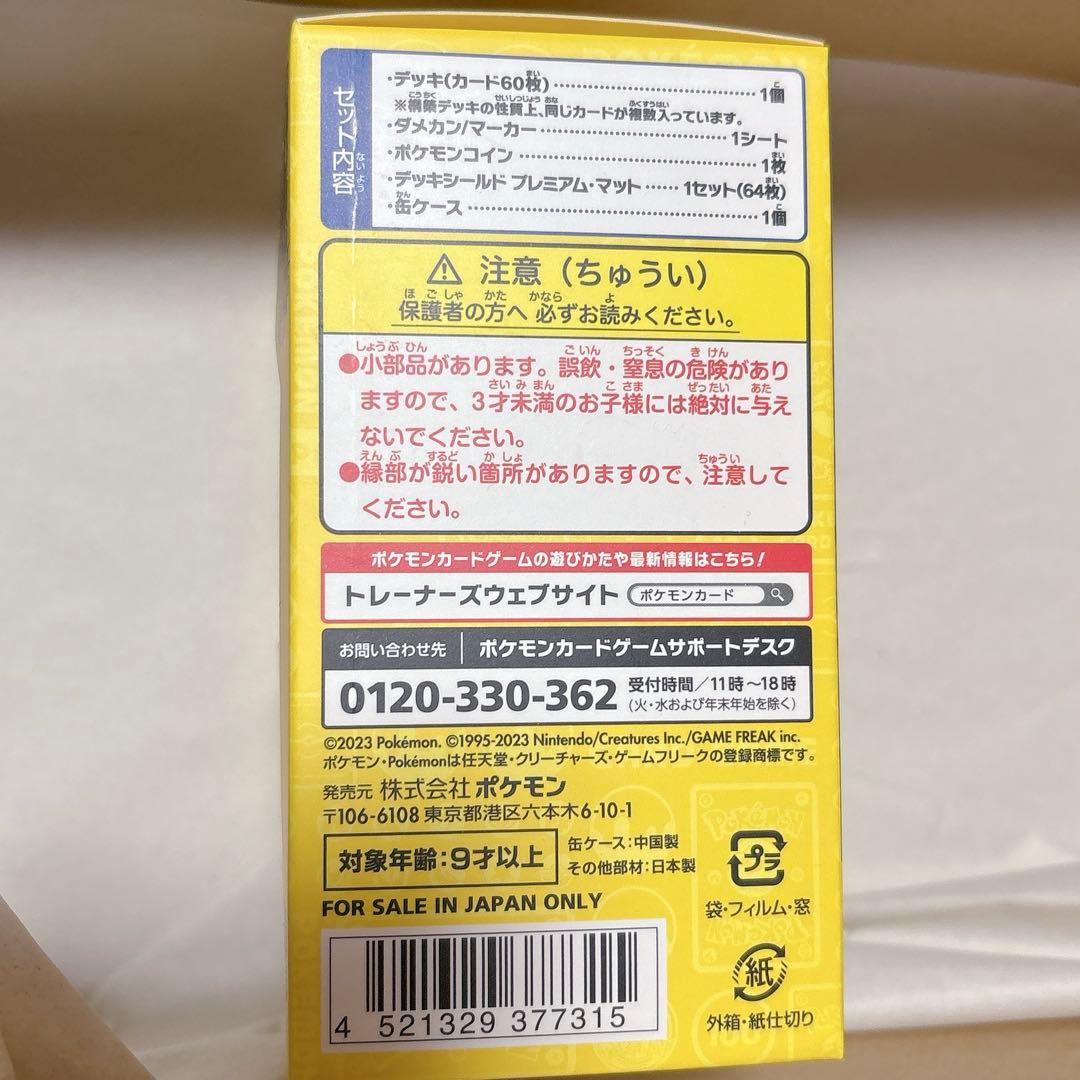 セット内容
ないよう
・デッキ(カード60枚)……………………1個
※構築デッキの性質上、同じカードが複数入っています。
・ダメカン/マーカー……………………1シート
・ポケモンコイン……………………1枚
・デッキシールド プレミアム・マット……1セット(64枚)
・缶ケース……………………1個
⚠ 注意（ちゅうい）
保護者の方へ 必ずお読みください。
●小部品があります。誤飲・窒息の危険があり
ますので、3才未満のお子様には絶対に与え
ないでください。
●縁部が鋭い箇所がありますので、注意して
ください。
ポケモンカードゲームの遊びかたや最新情報はこちら!
トレーナーズウェブサイト ポケモンカード
お問い合わせ先 ポケモンカードゲームサポートデスク
0120-330-362 受付時間／11時～18時
(火・水および年末年始を除く)
©2023 Pokémon. ©1995-2023 Nintendo/Creatures Inc./GAME FREAK inc.
ポケモン・Pokémonは任天堂・クリーチャーズ・ゲームフリークの登録商標です。
発売元 株式会社 ポケモン
〒106-6108 東京都港区六本木6-10-1
対象年齢:9才以上
缶ケース:中国製
その他部材:日本製
プラ
袋・フィルム・窓
FOR SALE IN JAPAN ONLY
紙
外箱・紙仕切り
4 521329 377315